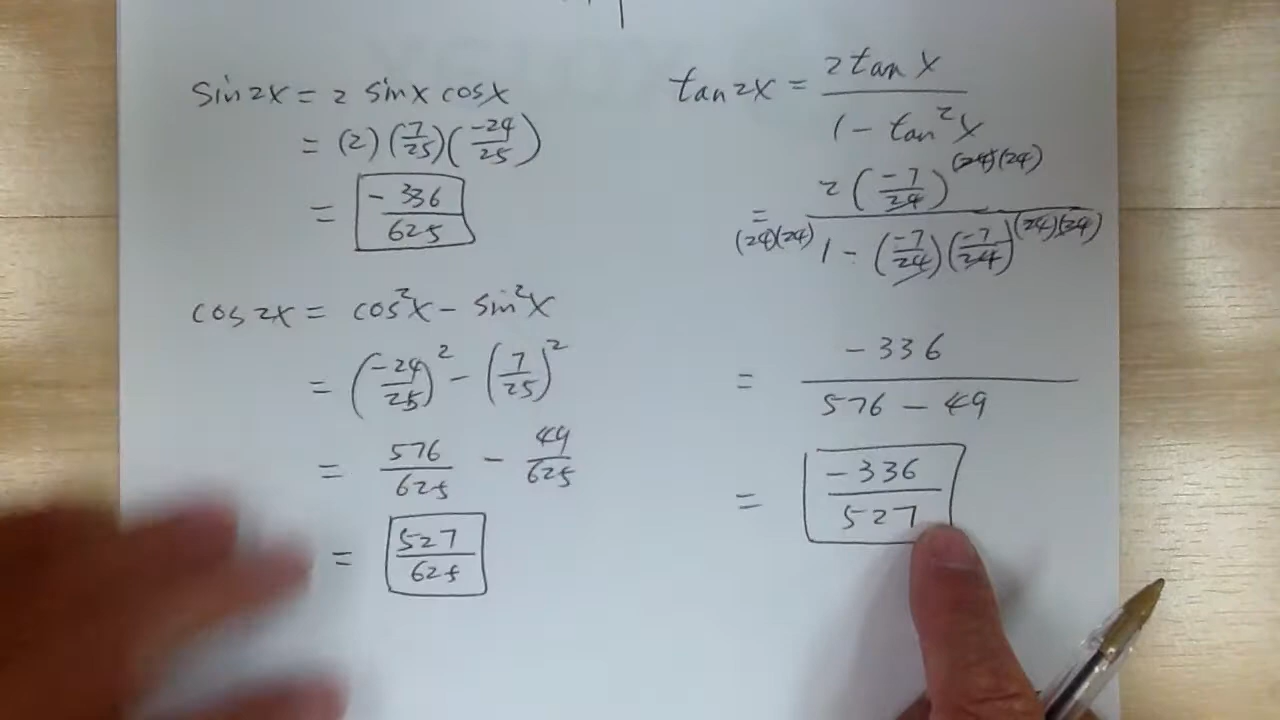 sin2x = 2 sinx cosx
= (2)(7/25)(-24/25)
= -336/625
cos2x = cos²x - sin²x
= (-24/25)² - (7/25)²
= 576/625 - 49/625
= 527/625
tan2x = 2tanx / 1 - tan²x
= 2(-7/24)(24)(24) / 1 - (-7/24)(-7/24)(24)(24)
(24)(24)
= -336 / 576 - 49
= -336/527